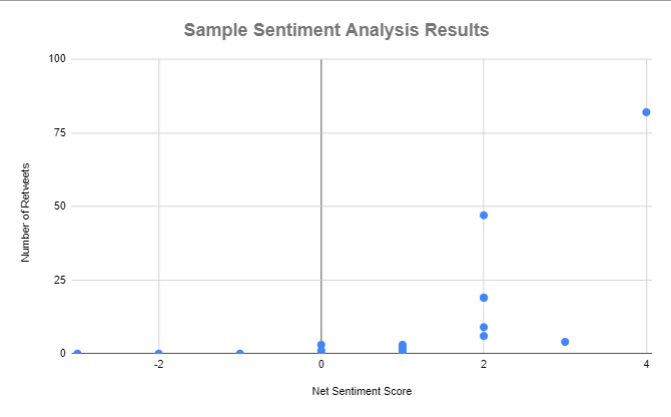 Sample Sentiment Analysis Results
100
75
50
25
0
Number of Retweets
-2 0 2 4
Net Sentiment Score